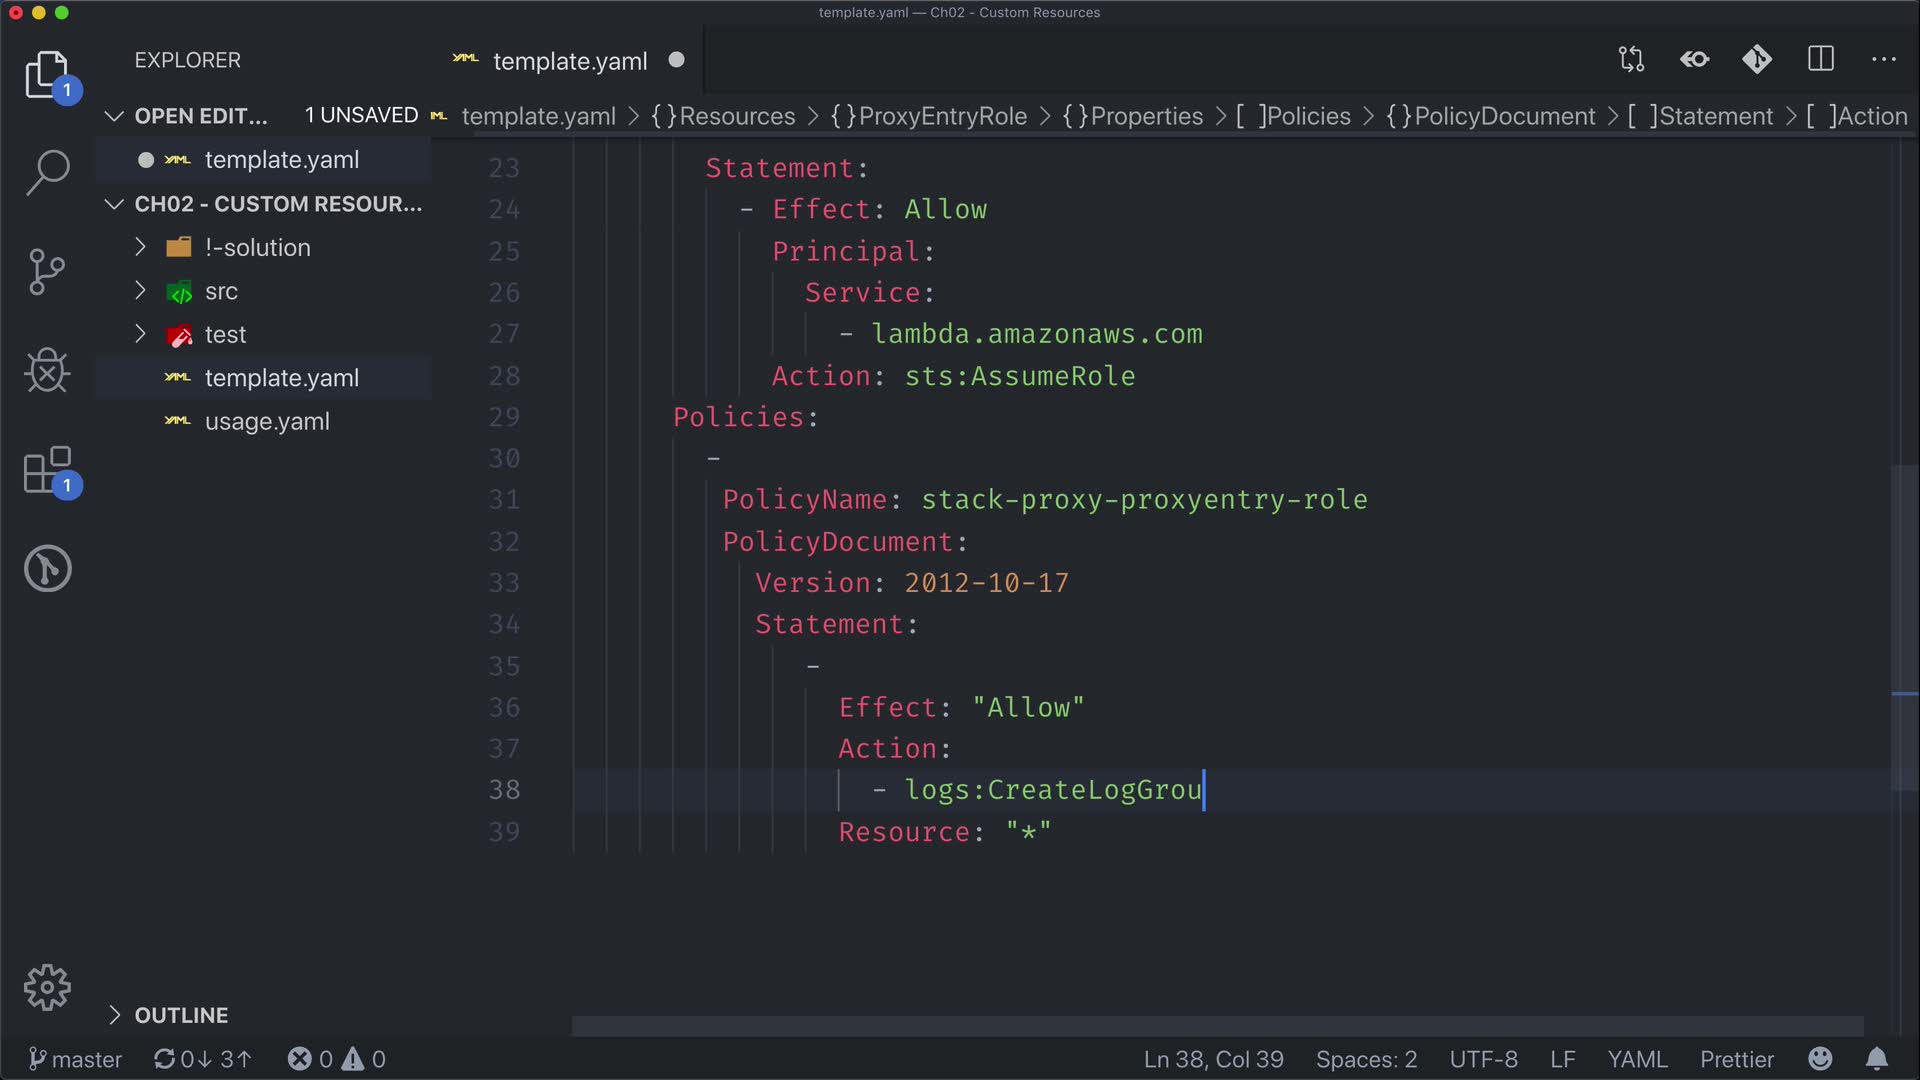 template.yaml — Ch02 - Custom Resources
EXPLORER
1
OPEN EDIT... 1 UNSAVED
template.yaml
CH02 - CUSTOM RESOUR...
!-solution
src
test
template.yaml
usage.yaml
1
OUTLINE
YAML template.yaml
template.yaml > {}Resources > {}ProxyEntryRole > {}Properties > [ ]Policies > {}PolicyDocument > [ ]Statement > [ ]Action
23 Statement:
24 - Effect: Allow
25 Principal:
26 Service:
27 - lambda.amazonaws.com
28 Action: sts:AssumeRole
29 Policies:
30 -
31 PolicyName: stack-proxy-proxyentry-role
32 PolicyDocument:
33 Version: 2012-10-17
34 Statement:
35 -
36 Effect: "Allow"
37 Action:
38 - logs:CreateLogGrou
39 Resource: "*"
master 0↓ 3↑ 0 0 Ln 38, Col 39 Spaces: 2 UTF-8 LF YAML Prettier